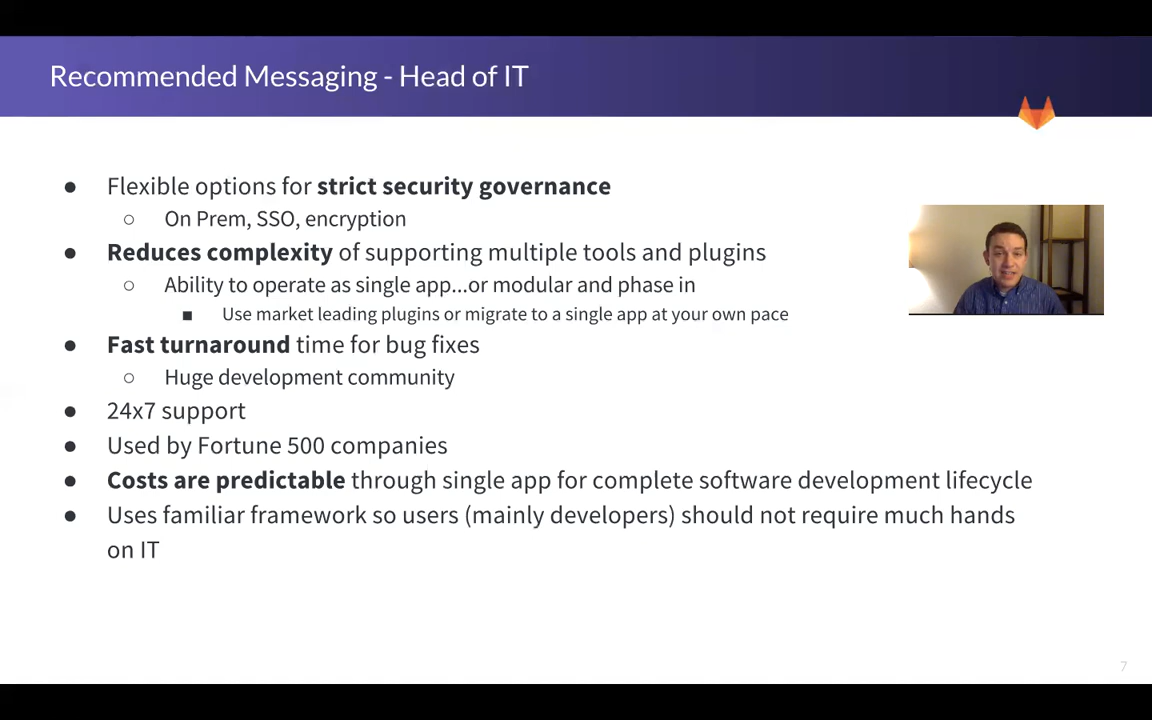 Recommended Messaging - Head of IT
● Flexible options for strict security governance
○ On Prem, SSO, encryption
● Reduces complexity of supporting multiple tools and plugins
○ Ability to operate as single app...or modular and phase in
■ Use market leading plugins or migrate to a single app at your own pace
● Fast turnaround time for bug fixes
○ Huge development community
● 24x7 support
● Used by Fortune 500 companies
● Costs are predictable through single app for complete software development lifecycle
● Uses familiar framework so users (mainly developers) should not require much hands
on IT
7